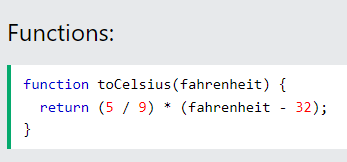 Functions:
function toCelsius(fahrenheit) {
  return (5 / 9) * (fahrenheit - 32);
}